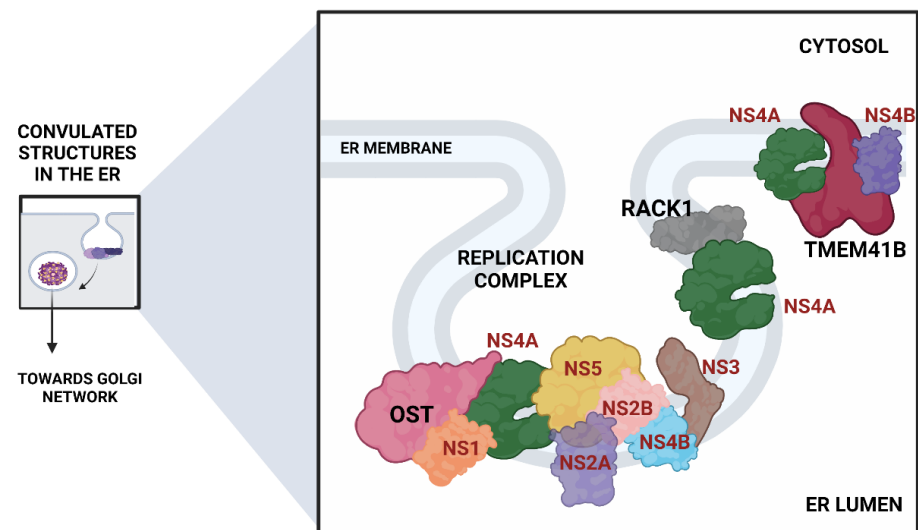 CONVULATED
STRUCTURES
IN THE ER
TOWARDS GOLGI
NETWORK
CYTOSOL
NS4A
NS4B
ER MEMBRANE
RACK1
TMEM41B
REPLICATION
COMPLEX
NS4A
NS4A
NS5
NS3
OST
NS2B
NS1
NS4B
NS2A
ER LUMEN